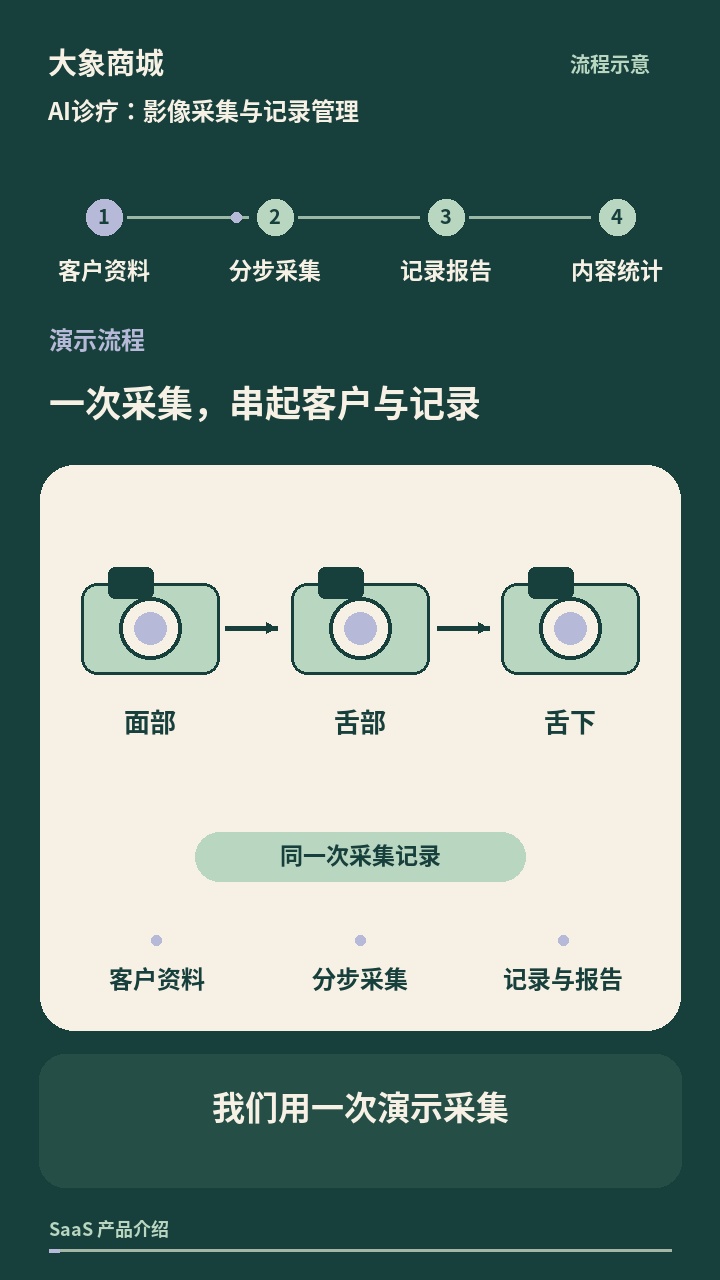 大象商城
流程示意
AI诊疗：影像采集与记录管理
1 2 3 4
客户资料 分步采集 记录报告 内容统计
演示流程
一次采集，串起客户与记录
面部 舌部 舌下
同一次采集记录
客户资料 分步采集 记录与报告
我们用一次演示采集
SaaS 产品介绍